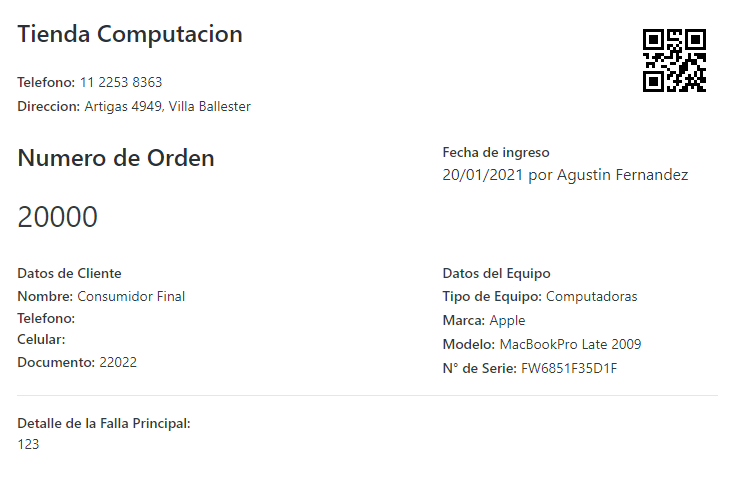 Tienda Computacion
Telefono: 11 2253 8363
Direccion: Artigas 4949, Villa Ballester
Numero de Orden
20000
Fecha de ingreso
20/01/2021 por Agustin Fernandez
Datos de Cliente
Nombre: Consumidor Final
Telefono:
Celular:
Documento: 22022
Datos del Equipo
Tipo de Equipo: Computadoras
Marca: Apple
Modelo: MacBookPro Late 2009
N° de Serie: FW6851F35D1F
Detalle de la Falla Principal:
123